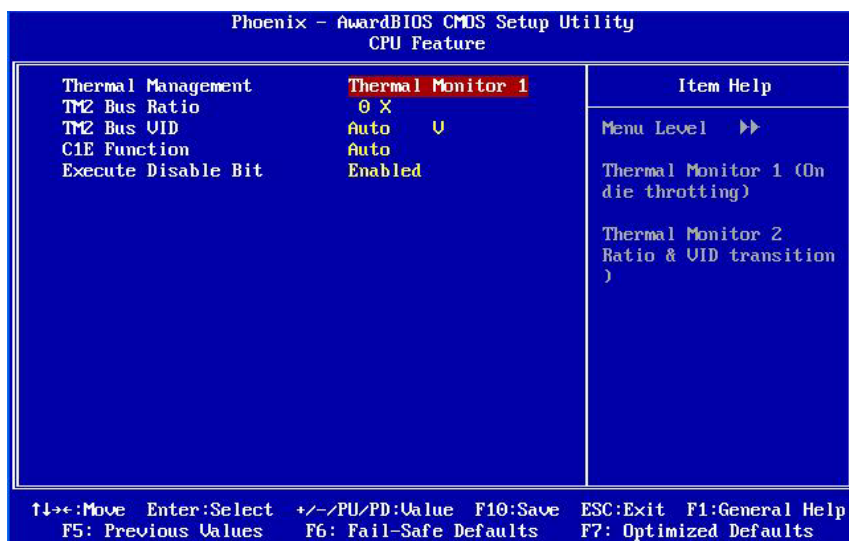 Phoenix - AwardBIOS CMOS Setup Utility
CPU Feature
Thermal Management Thermal Monitor 1
TM2 Bus Ratio 0 X
TM2 Bus VID Auto V
C1E Function Auto
Execute Disable Bit Enabled
Item Help
Menu Level ▶▶
Thermal Monitor 1 (On
die throtting)
Thermal Monitor 2
Ratio & VID transition
)
↑↓→←:Move Enter:Select +/-/PU/PD:Value F10:Save ESC:Exit F1:General Help
F5: Previous Values F6: Fail-Safe Defaults F7: Optimized Defaults